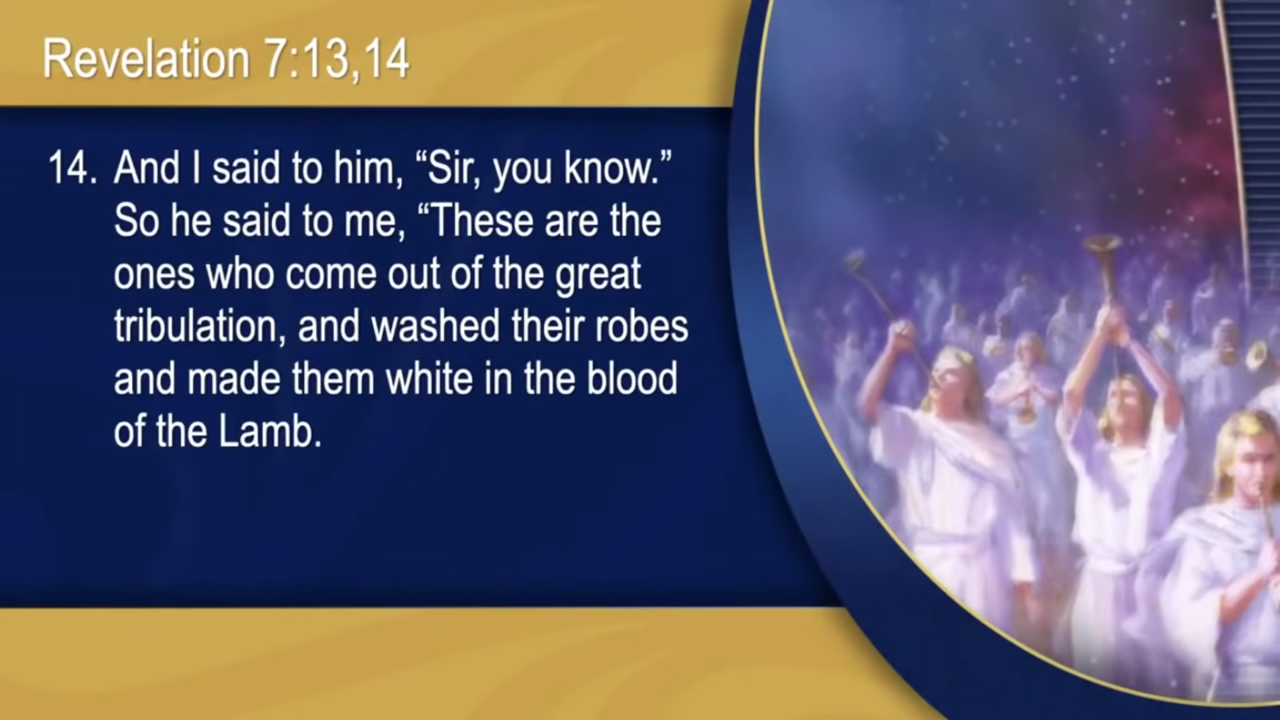 Revelation 7:13,14
14. And I said to him, “Sir, you know.”
So he said to me, “These are the
ones who come out of the great
tribulation, and washed their robes
and made them white in the blood
of the Lamb.